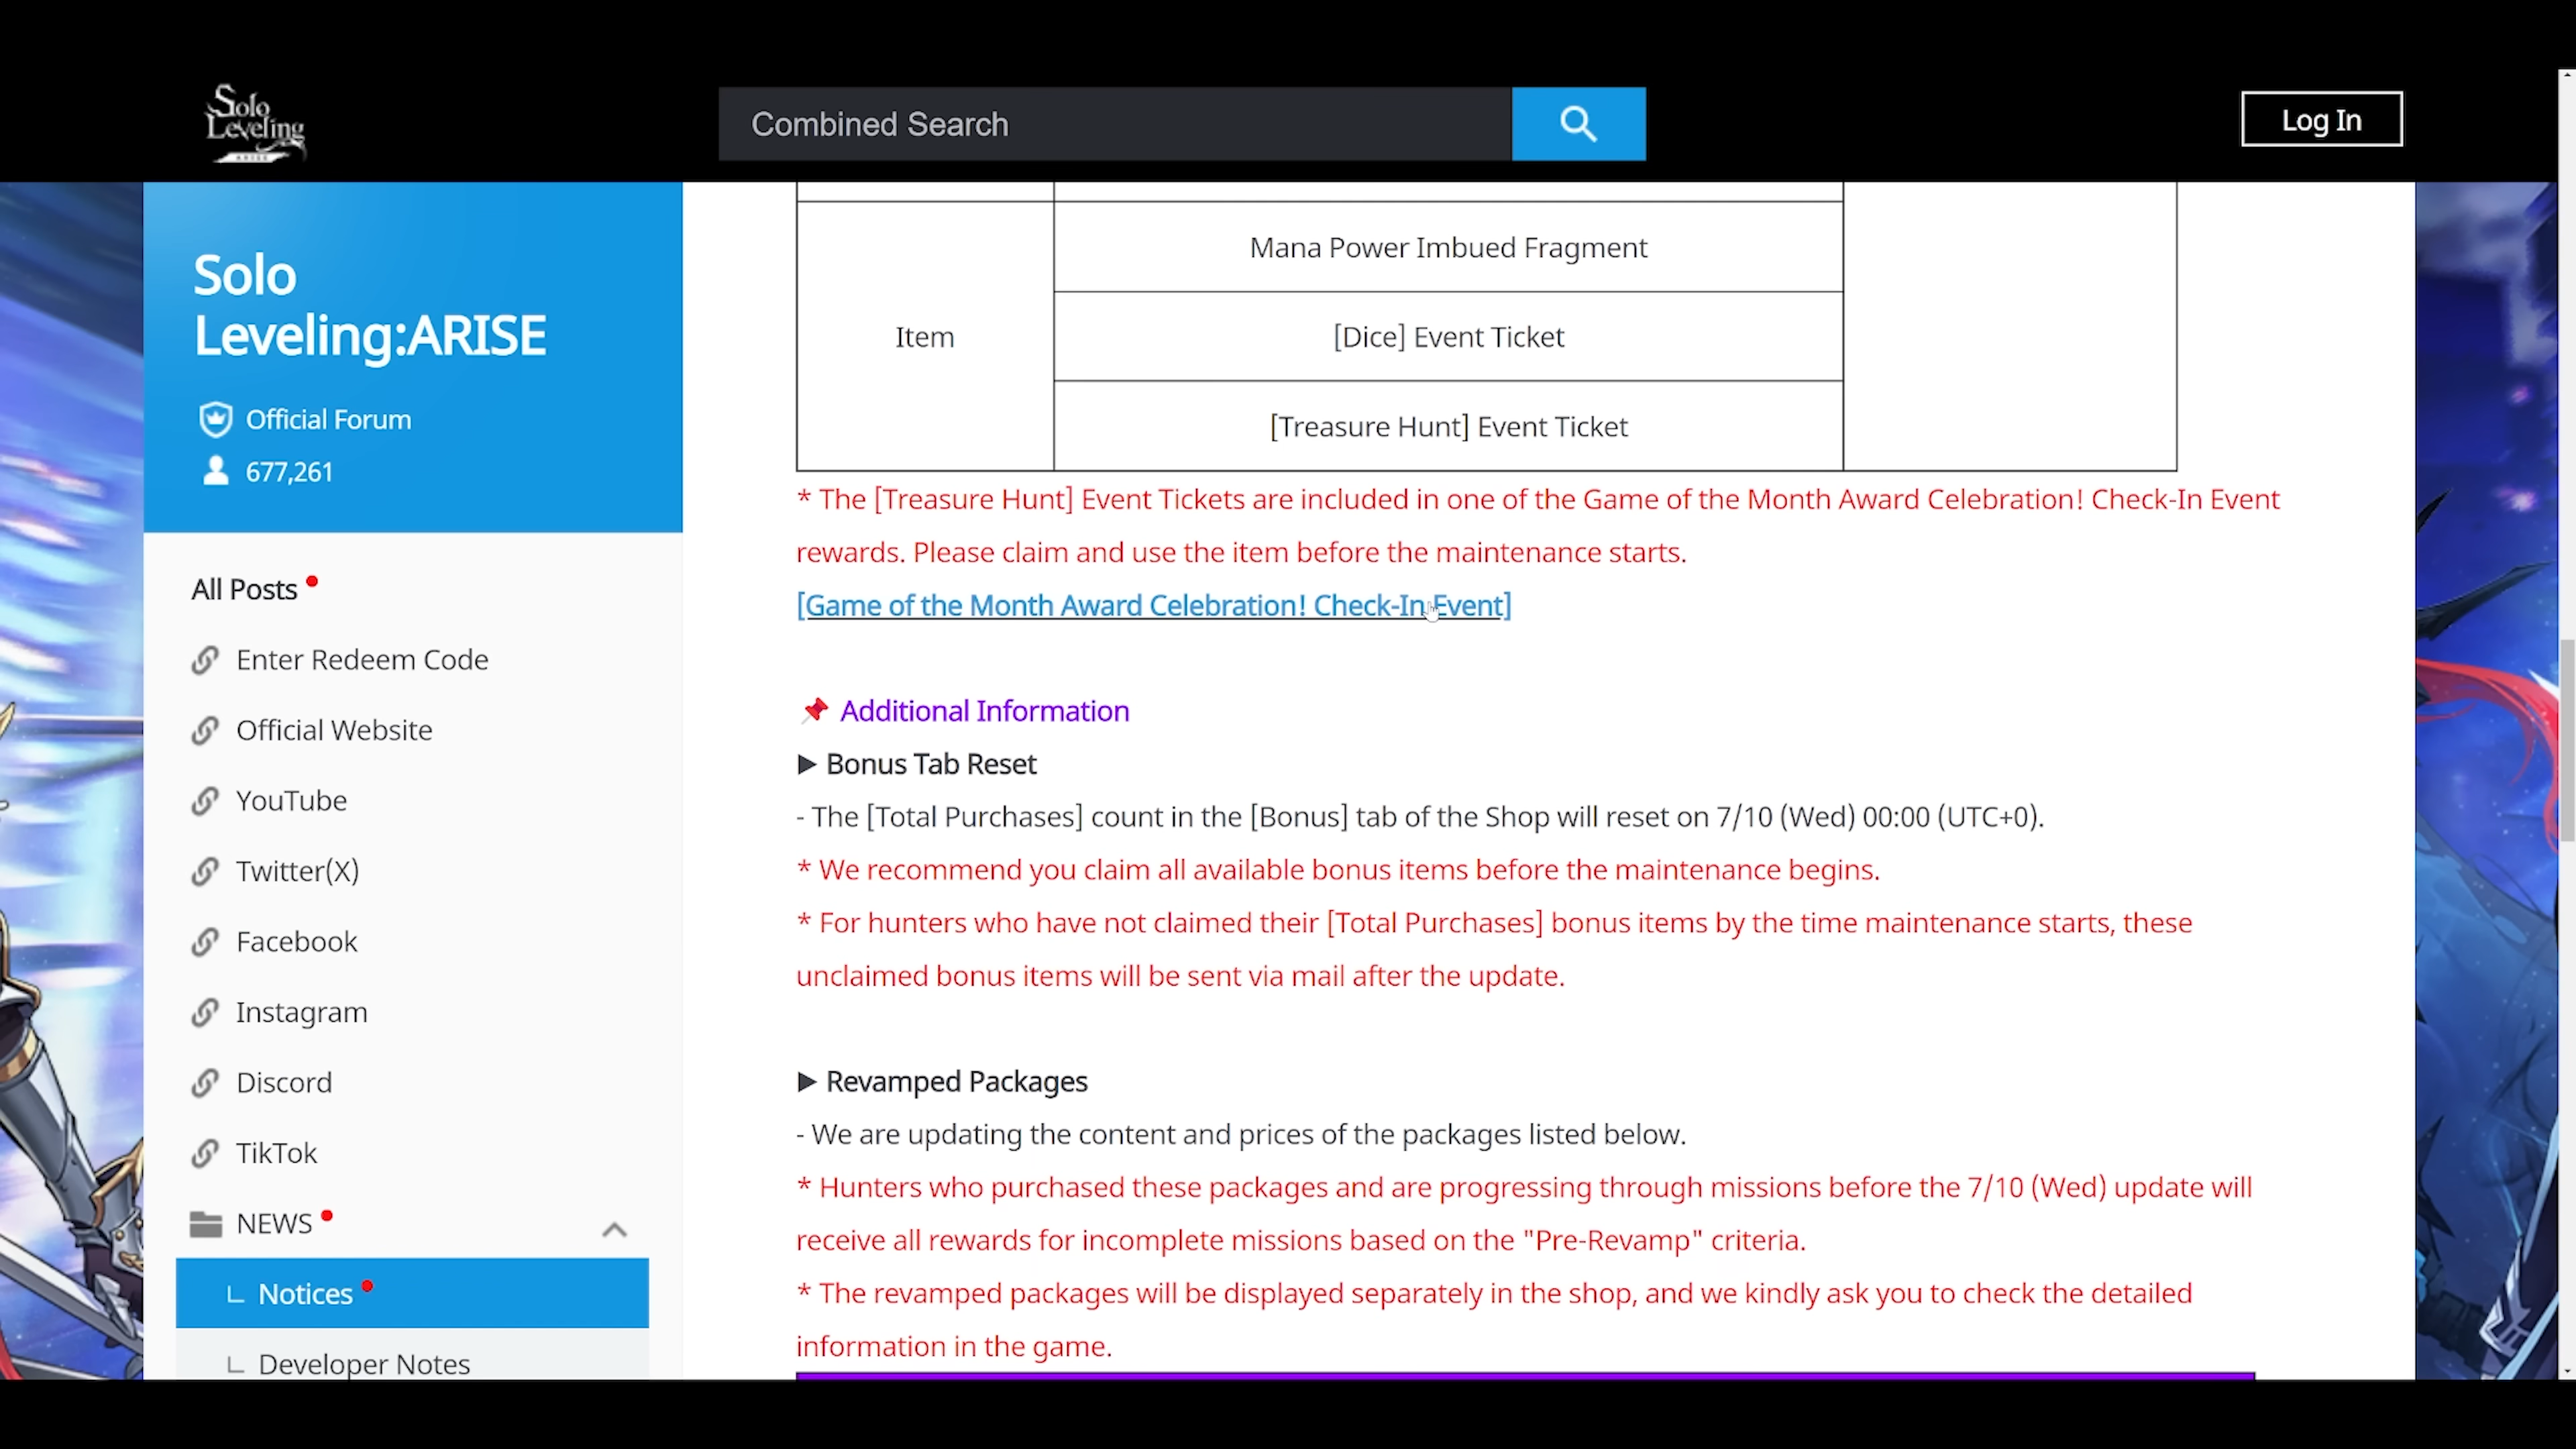 Solo
Leveling
ARISE
Combined Search
Log In
Solo
Leveling:ARISE
Official Forum
677,261
All Posts
Enter Redeem Code
Official Website
YouTube
Twitter(X)
Facebook
Instagram
Discord
TikTok
NEWS
Notices
Developer Notes
Item
Mana Power Imbued Fragment
[Dice] Event Ticket
[Treasure Hunt] Event Ticket
* The [Treasure Hunt] Event Tickets are included in one of the Game of the Month Award Celebration! Check-In Event
rewards. Please claim and use the item before the maintenance starts.
[Game of the Month Award Celebration! Check-In Event]
📌 Additional Information
▶ Bonus Tab Reset
- The [Total Purchases] count in the [Bonus] tab of the Shop will reset on 7/10 (Wed) 00:00 (UTC+0).
* We recommend you claim all available bonus items before the maintenance begins.
* For hunters who have not claimed their [Total Purchases] bonus items by the time maintenance starts, these
unclaimed bonus items will be sent via mail after the update.
▶ Revamped Packages
- We are updating the content and prices of the packages listed below.
* Hunters who purchased these packages and are progressing through missions before the 7/10 (Wed) update will
receive all rewards for incomplete missions based on the "Pre-Revamp" criteria.
* The revamped packages will be displayed separately in the shop, and we kindly ask you to check the detailed
information in the game.